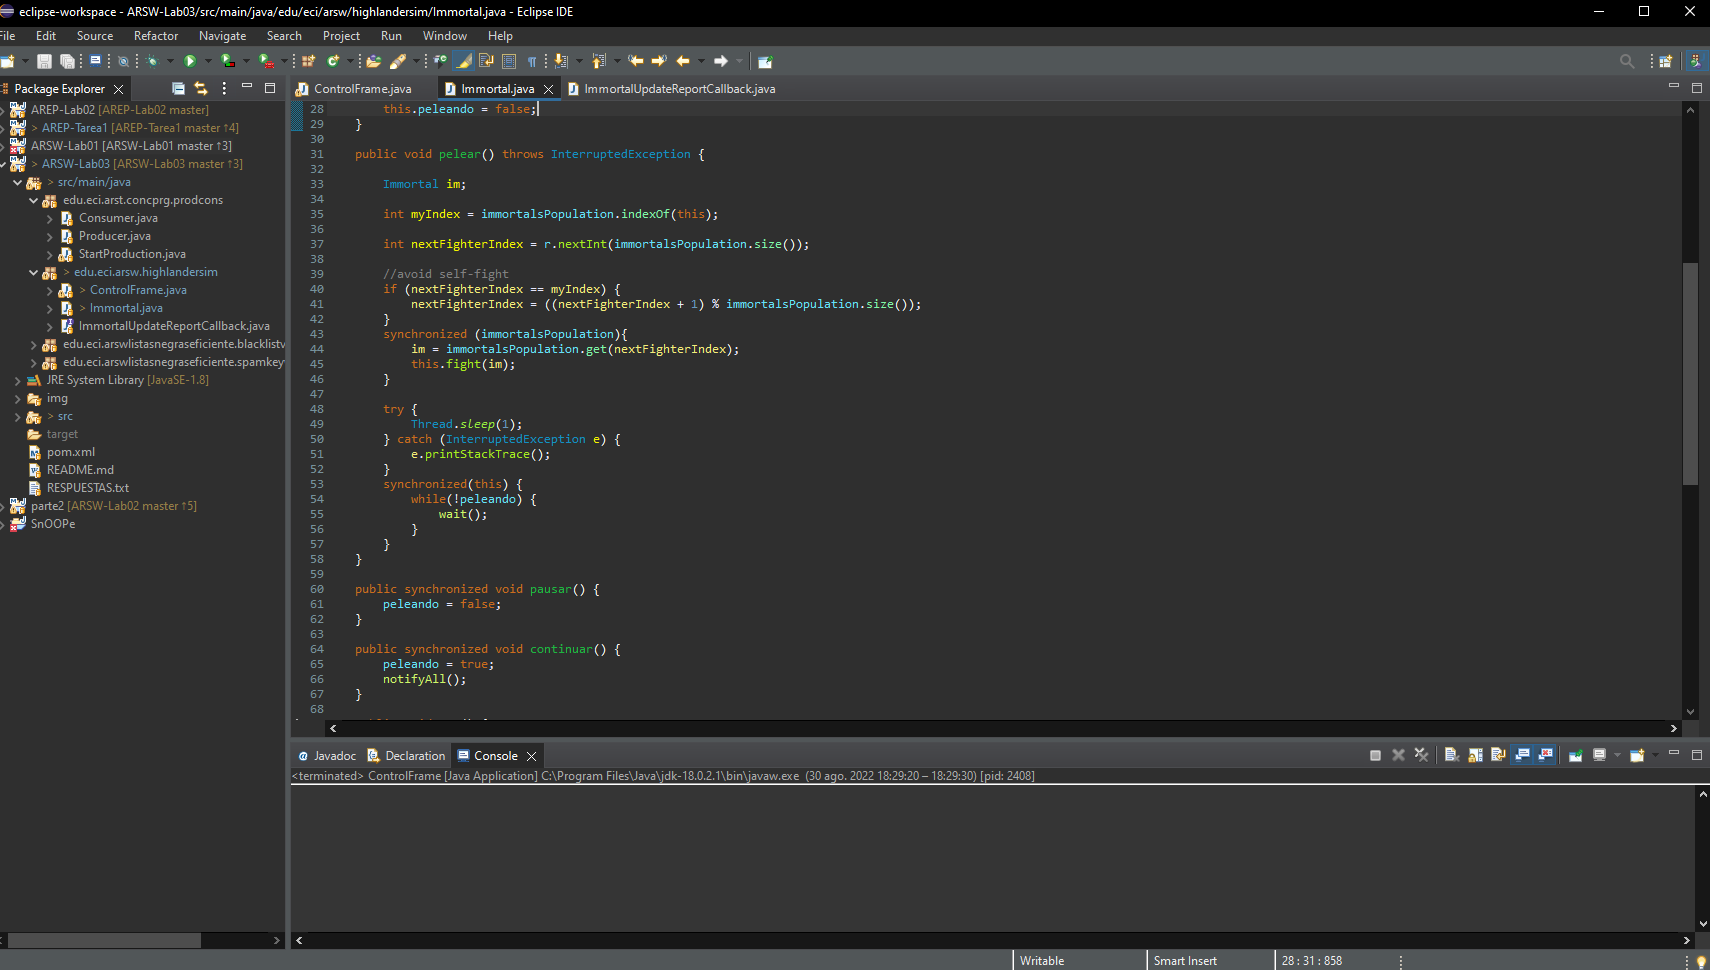 eclipse-workspace - ARSW-Lab03/src/main/java/edu/eci/arsw/highlandersim/Immortal.java - Eclipse IDE
File Edit Source Refactor Navigate Search Project Run Window Help
Package Explorer
AREP-Lab02 [AREP-Lab02 master]
> AREP-Tarea1 [AREP-Tarea1 master ↑4]
ARSW-Lab01 [ARSW-Lab01 master ↑3]
> ARSW-Lab03 [ARSW-Lab03 master ↑3]
> src/main/java
edu.eci.arst.concprg.prodcons
Consumer.java
Producer.java
StartProduction.java
> edu.eci.arsw.highlandersim
> ControlFrame.java
> Immortal.java
ImmortalUpdateReportCallback.java
edu.eci.arswlistasnegraseficiente.blacklistv
edu.eci.arswlistasnegraseficiente.spamkey
JRE System Library [JavaSE-1.8]
img
> src
target
pom.xml
README.md
RESPUESTAS.txt
parte2 [ARSW-Lab02 master ↑5]
SnOOPe
ControlFrame.java Immortal.java ImmortalUpdateReportCallback.java
28 this.peleando = false;
29 }
30
31 public void pelear() throws InterruptedException {
32
33 Immortal im;
34
35 int myIndex = immortalsPopulation.indexOf(this);
36
37 int nextFighterIndex = r.nextInt(immortalsPopulation.size());
38
39 //avoid self-fight
40 if (nextFighterIndex == myIndex) {
41 nextFighterIndex = ((nextFighterIndex + 1) % immortalsPopulation.size());
42 }
43 synchronized (immortalsPopulation){
44 im = immortalsPopulation.get(nextFighterIndex);
45 this.fight(im);
46 }
47
48 try {
49 Thread.sleep(1);
50 } catch (InterruptedException e) {
51 e.printStackTrace();
52 }
53 synchronized(this) {
54 while(!peleando) {
55 wait();
56 }
57 }
58 }
59
60 public synchronized void pausar() {
61 peleando = false;
62 }
63
64 public synchronized void continuar() {
65 peleando = true;
66 notifyAll();
67 }
68
Javadoc Declaration Console
<terminated> ControlFrame [Java Application] C:\Program Files\Java\jdk-18.0.2.1\bin\javaw.exe (30 ago. 2022 18:29:20 – 18:29:30) [pid: 2408]
Writable Smart Insert 28 : 31 : 858